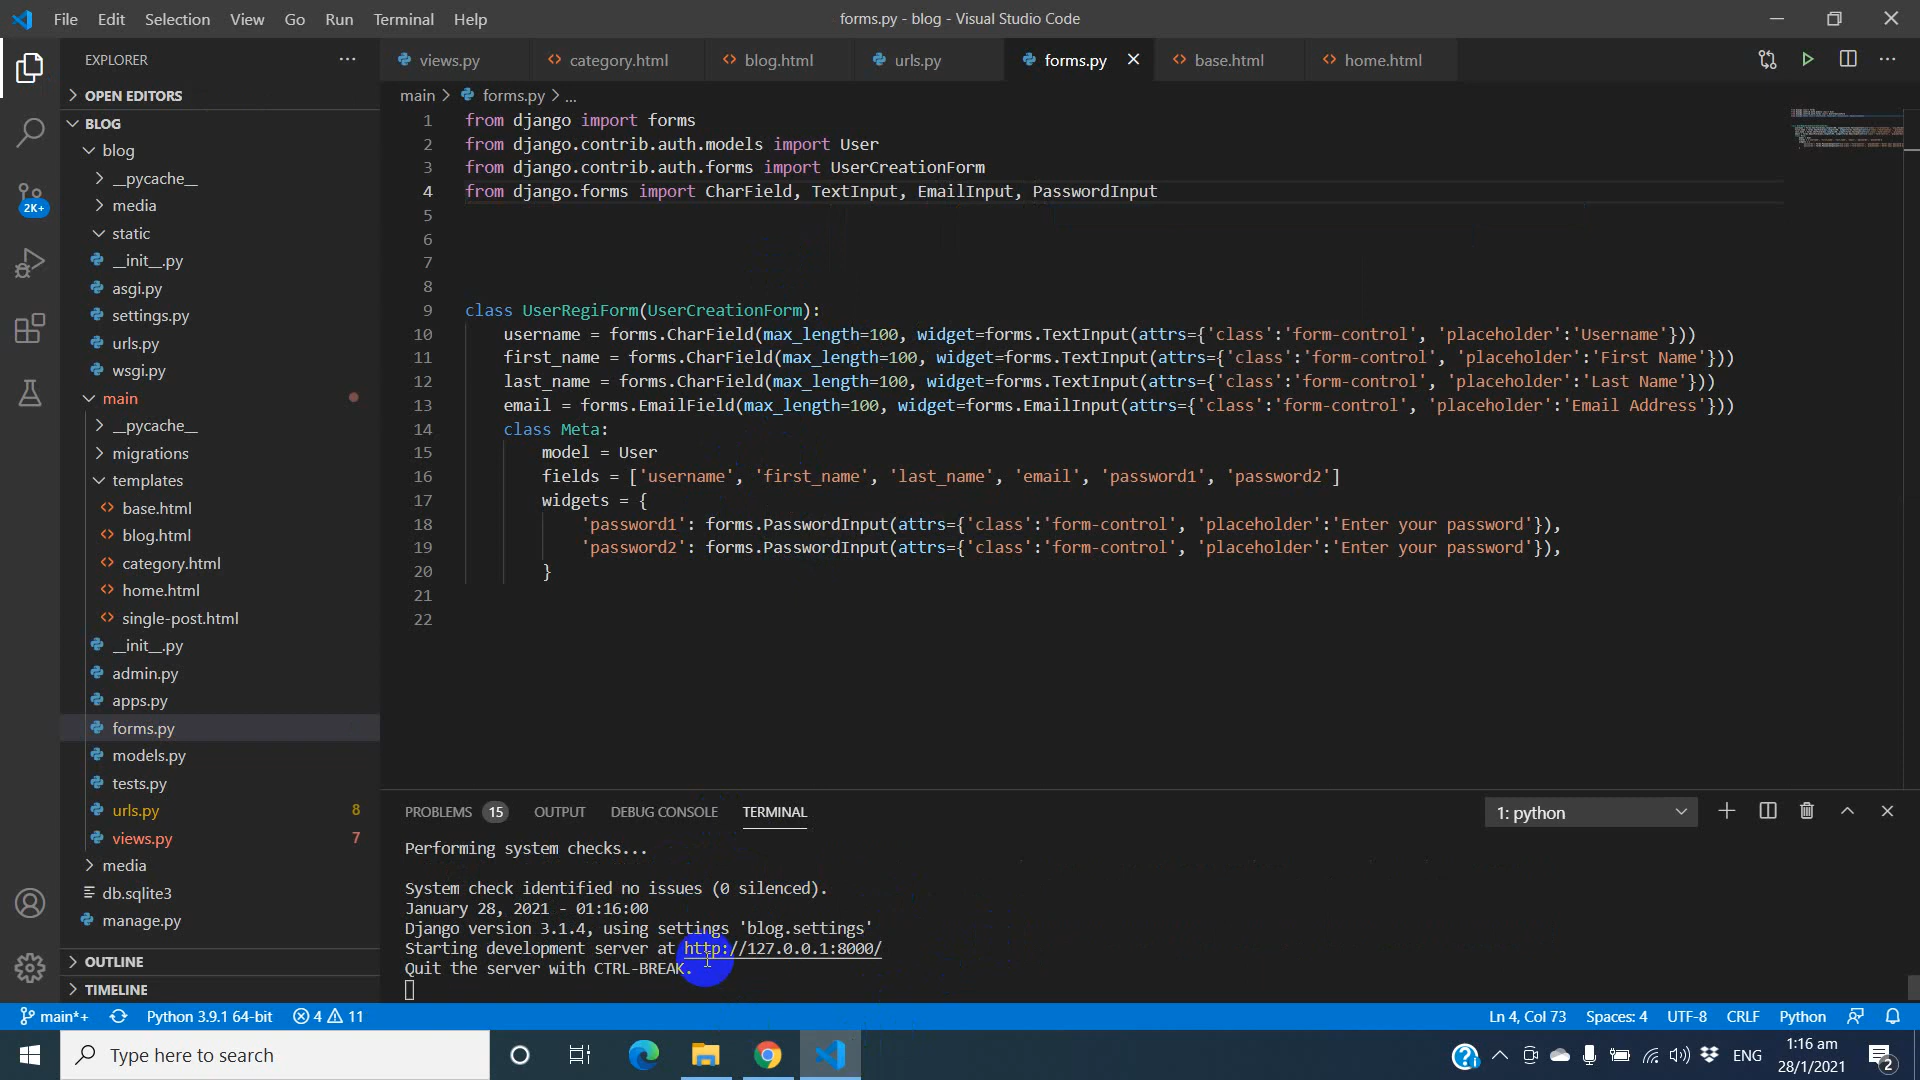 File Edit Selection View Go Run Terminal Help
forms.py - blog - Visual Studio Code
EXPLORER
views.py
category.html
blog.html
urls.py
forms.py
base.html
home.html
OPEN EDITORS
BLOG
blog
__pycache__
media
static
__init__.py
asgi.py
settings.py
urls.py
wsgi.py
main
__pycache__
migrations
templates
base.html
blog.html
category.html
home.html
single-post.html
__init__.py
admin.py
apps.py
forms.py
models.py
tests.py
urls.py 8
views.py 7
media
db.sqlite3
manage.py
OUTLINE
TIMELINE
2K+
main > forms.py > ...
1 from django import forms
2 from django.contrib.auth.models import User
3 from django.contrib.auth.forms import UserCreationForm
4 from django.forms import CharField, TextInput, EmailInput, PasswordInput
5
6
7
8
9 class UserRegiForm(UserCreationForm):
10 username = forms.CharField(max_length=100, widget=forms.TextInput(attrs={'class':'form-control', 'placeholder':'Username'}))
11 first_name = forms.CharField(max_length=100, widget=forms.TextInput(attrs={'class':'form-control', 'placeholder':'First Name'}))
12 last_name = forms.CharField(max_length=100, widget=forms.TextInput(attrs={'class':'form-control', 'placeholder':'Last Name'}))
13 email = forms.EmailField(max_length=100, widget=forms.EmailInput(attrs={'class':'form-control', 'placeholder':'Email Address'}))
14 class Meta:
15 model = User
16 fields = ['username', 'first_name', 'last_name', 'email', 'password1', 'password2']
17 widgets = {
18 'password1': forms.PasswordInput(attrs={'class':'form-control', 'placeholder':'Enter your password'}),
19 'password2': forms.PasswordInput(attrs={'class':'form-control', 'placeholder':'Enter your password'}),
20 }
21
22
PROBLEMS 15 OUTPUT DEBUG CONSOLE TERMINAL
1: python
Performing system checks...
System check identified no issues (0 silenced).
January 28, 2021 - 01:16:00
Django version 3.1.4, using settings 'blog.settings'
Starting development server at http://127.0.0.1:8000/
Quit the server with CTRL-BREAK.
main*+ Python 3.9.1 64-bit 4 11
Ln 4, Col 73 Spaces: 4 UTF-8 CRLF Python
Type here to search
ENG
1:16 am
28/1/2021
2